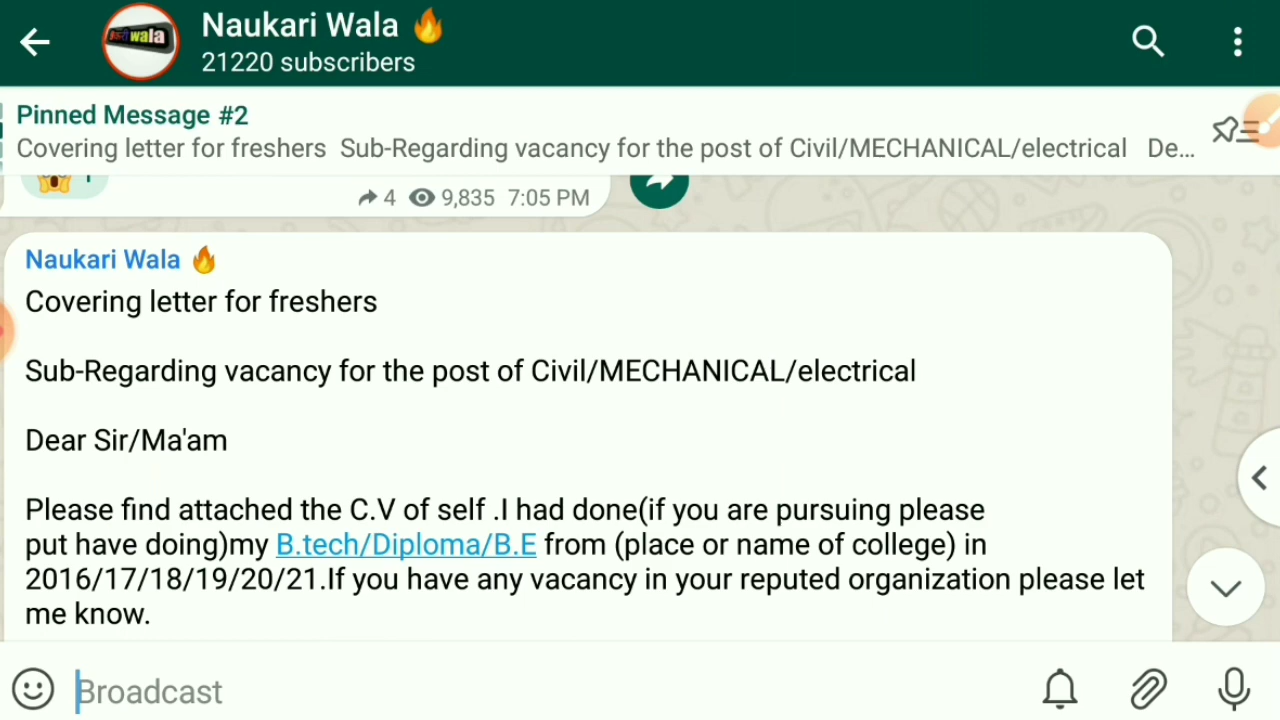 wala
Naukari Wala 🔥
21220 subscribers
Pinned Message #2
Covering letter for freshers Sub-Regarding vacancy for the post of Civil/MECHANICAL/electrical De...
4 9,835 7:05 PM
Naukari Wala 🔥
Covering letter for freshers
Sub-Regarding vacancy for the post of Civil/MECHANICAL/electrical
Dear Sir/Ma'am
Please find attached the C.V of self .I had done(if you are pursuing please
put have doing)my B.tech/Diploma/B.E from (place or name of college) in
2016/17/18/19/20/21.If you have any vacancy in your reputed organization please let
me know.
Broadcast